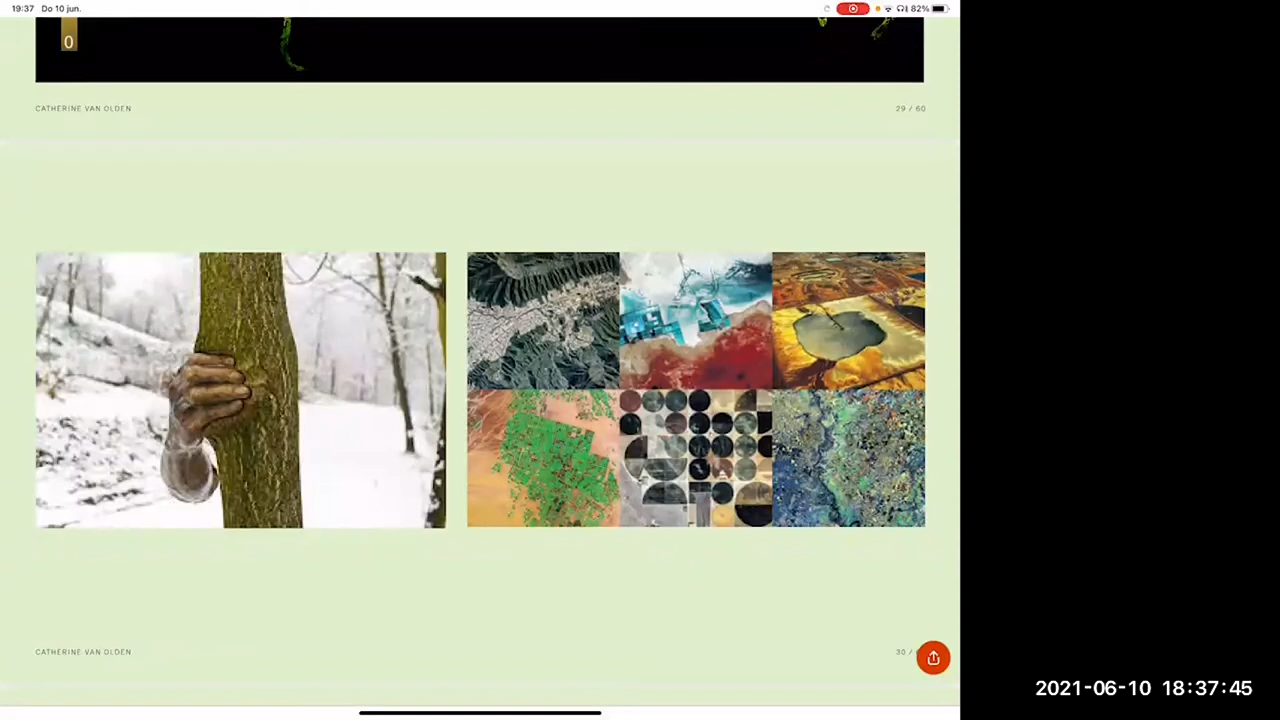 19:37 Do 10 jun.
82%
0
CATHERINE VAN OLDEN
29 / 60
CATHERINE VAN OLDEN
30 /
2021-06-10 18:37:45